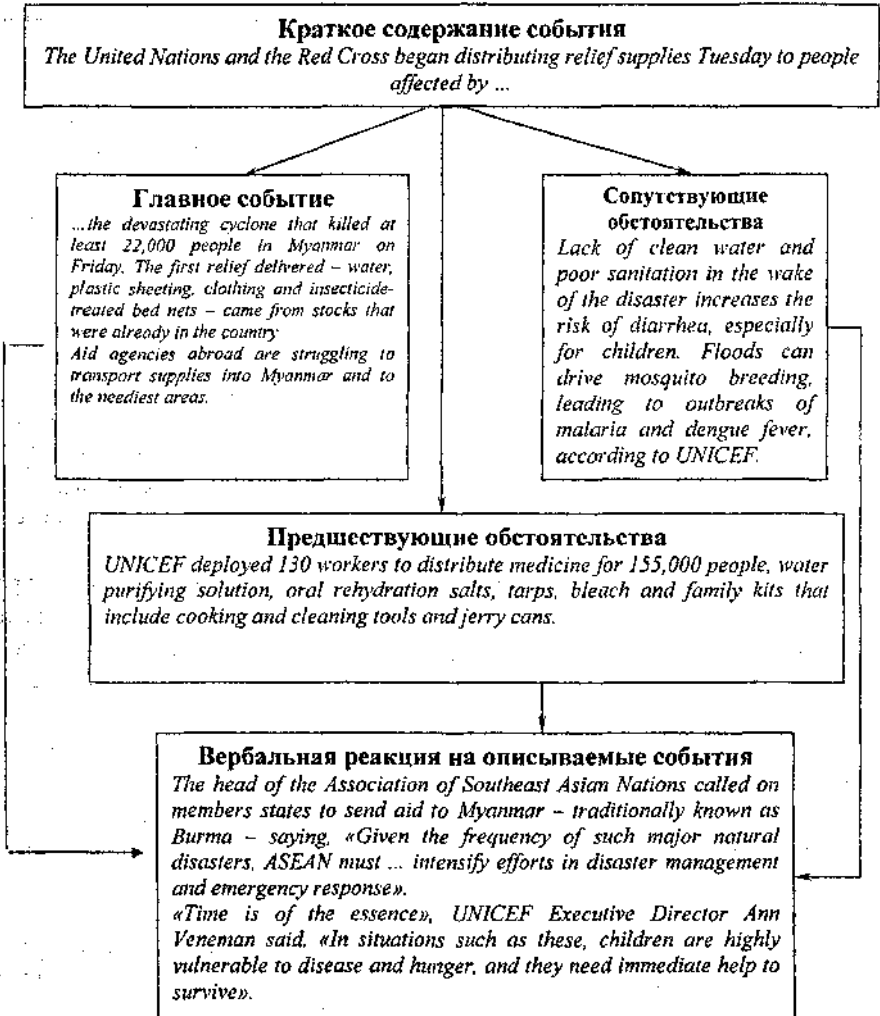 Краткое содержание события
The United Nations and the Red Cross began distributing relief supplies Tuesday to people
affected by ...
Главное событие
...the devastating cyclone that killed at
least 22,000 people in Myanmar on
Friday. The first relief delivered – water,
plastic sheeting, clothing and insecticide-
treated bed nets – came from stocks that
were already in the country
Aid agencies abroad are struggling to
transport supplies into Myanmar and to
the neediest areas.
Сопутствующие
обстоятельства
Lack of clean water and
poor sanitation in the wake
of the disaster increases the
risk of diarrhea, especially
for children. Floods can
drive mosquito breeding,
leading to outbreaks of
malaria and dengue fever,
according to UNICEF.
Предшествующие обстоятельства
UNICEF deployed 130 workers to distribute medicine for 155,000 people, water
purifying solution, oral rehydration salts, tarps, bleach and family kits that
include cooking and cleaning tools and jerry cans.
Вербальная реакция на описываемые события
The head of the Association of Southeast Asian Nations called on
members states to send aid to Myanmar – traditionally known as
Burma – saying, «Given the frequency of such major natural
disasters, ASEAN must ... intensify efforts in disaster management
and emergency response».
«Time is of the essence», UNICEF Executive Director Ann
Veneman said. «In situations such as these, children are highly
vulnerable to disease and hunger, and they need immediate help to
survive».